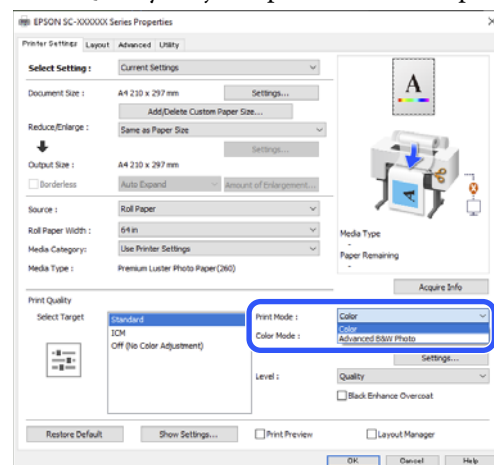 EPSON SC-XXXXXX Series Properties
Printer Settings Layout Advanced Utility
Select Setting : Current Settings
Document Size : A4 210 x 297 mm Settings...
Add/Delete Custom Paper Size...
Reduce/Enlarge : Same as Paper Size
Settings...
Output Size : A4 210 x 297 mm
Borderless Auto Expand Amount of Enlargement...
Source : Roll Paper
Roll Paper Width : 64 in
Media Category: Use Printer Settings
Media Type : Premium Luster Photo Paper(260)
A
Media Type
-
Paper Remaining
-
Acquire Info
Print Quality
Select Target Standard
ICM
Off (No Color Adjustment)
Print Mode : Color
Color
Advanced B&W Photo
Color Mode :
Settings...
Level : Quality
Black Enhance Overcoat
Restore Default Show Settings... Print Preview Layout Manager
OK Cancel Help